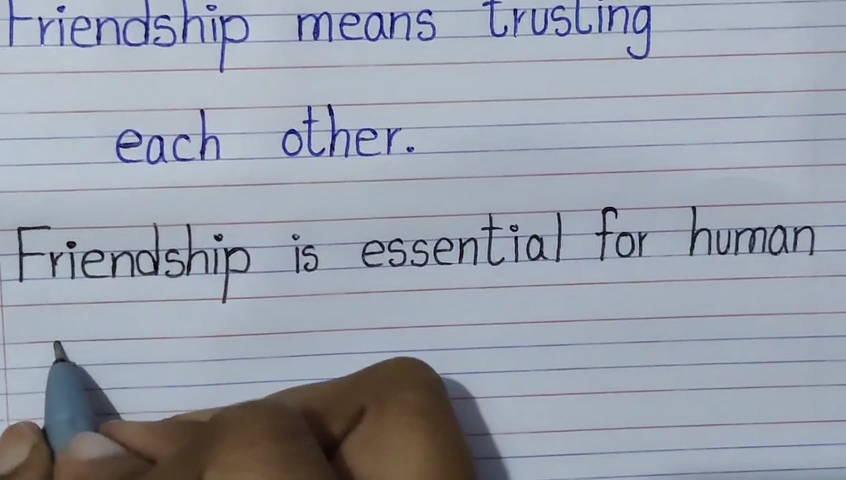 Friendship means trusting
each other.
Friendship is essential for human